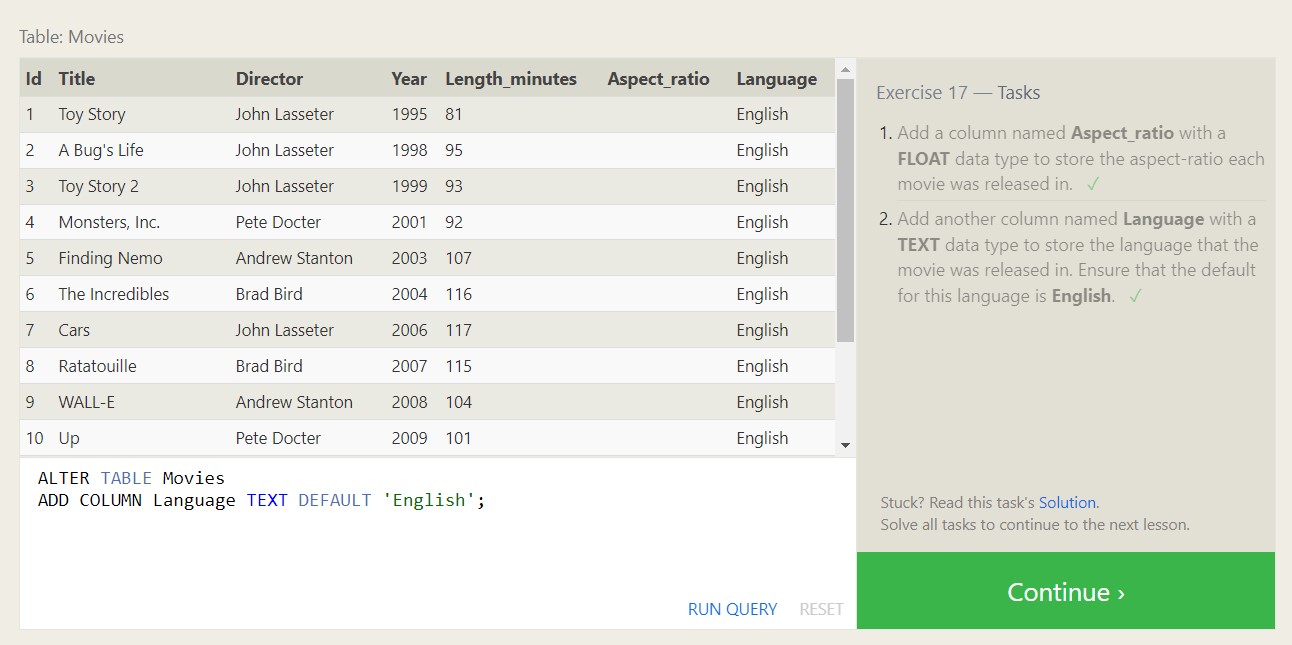 Table: Movies
Id Title Director Year Length_minutes Aspect_ratio Language
1 Toy Story John Lasseter 1995 81 English
2 A Bug's Life John Lasseter 1998 95 English
3 Toy Story 2 John Lasseter 1999 93 English
4 Monsters, Inc. Pete Docter 2001 92 English
5 Finding Nemo Andrew Stanton 2003 107 English
6 The Incredibles Brad Bird 2004 116 English
7 Cars John Lasseter 2006 117 English
8 Ratatouille Brad Bird 2007 115 English
9 WALL-E Andrew Stanton 2008 104 English
10 Up Pete Docter 2009 101 English
ALTER TABLE Movies
ADD COLUMN Language TEXT DEFAULT 'English';
RUN QUERY RESET
Exercise 17 — Tasks
1. Add a column named Aspect_ratio with a
FLOAT data type to store the aspect-ratio each
movie was released in. ✓
2. Add another column named Language with a
TEXT data type to store the language that the
movie was released in. Ensure that the default
for this language is English. ✓
Stuck? Read this task's Solution.
Solve all tasks to continue to the next lesson.
Continue ›